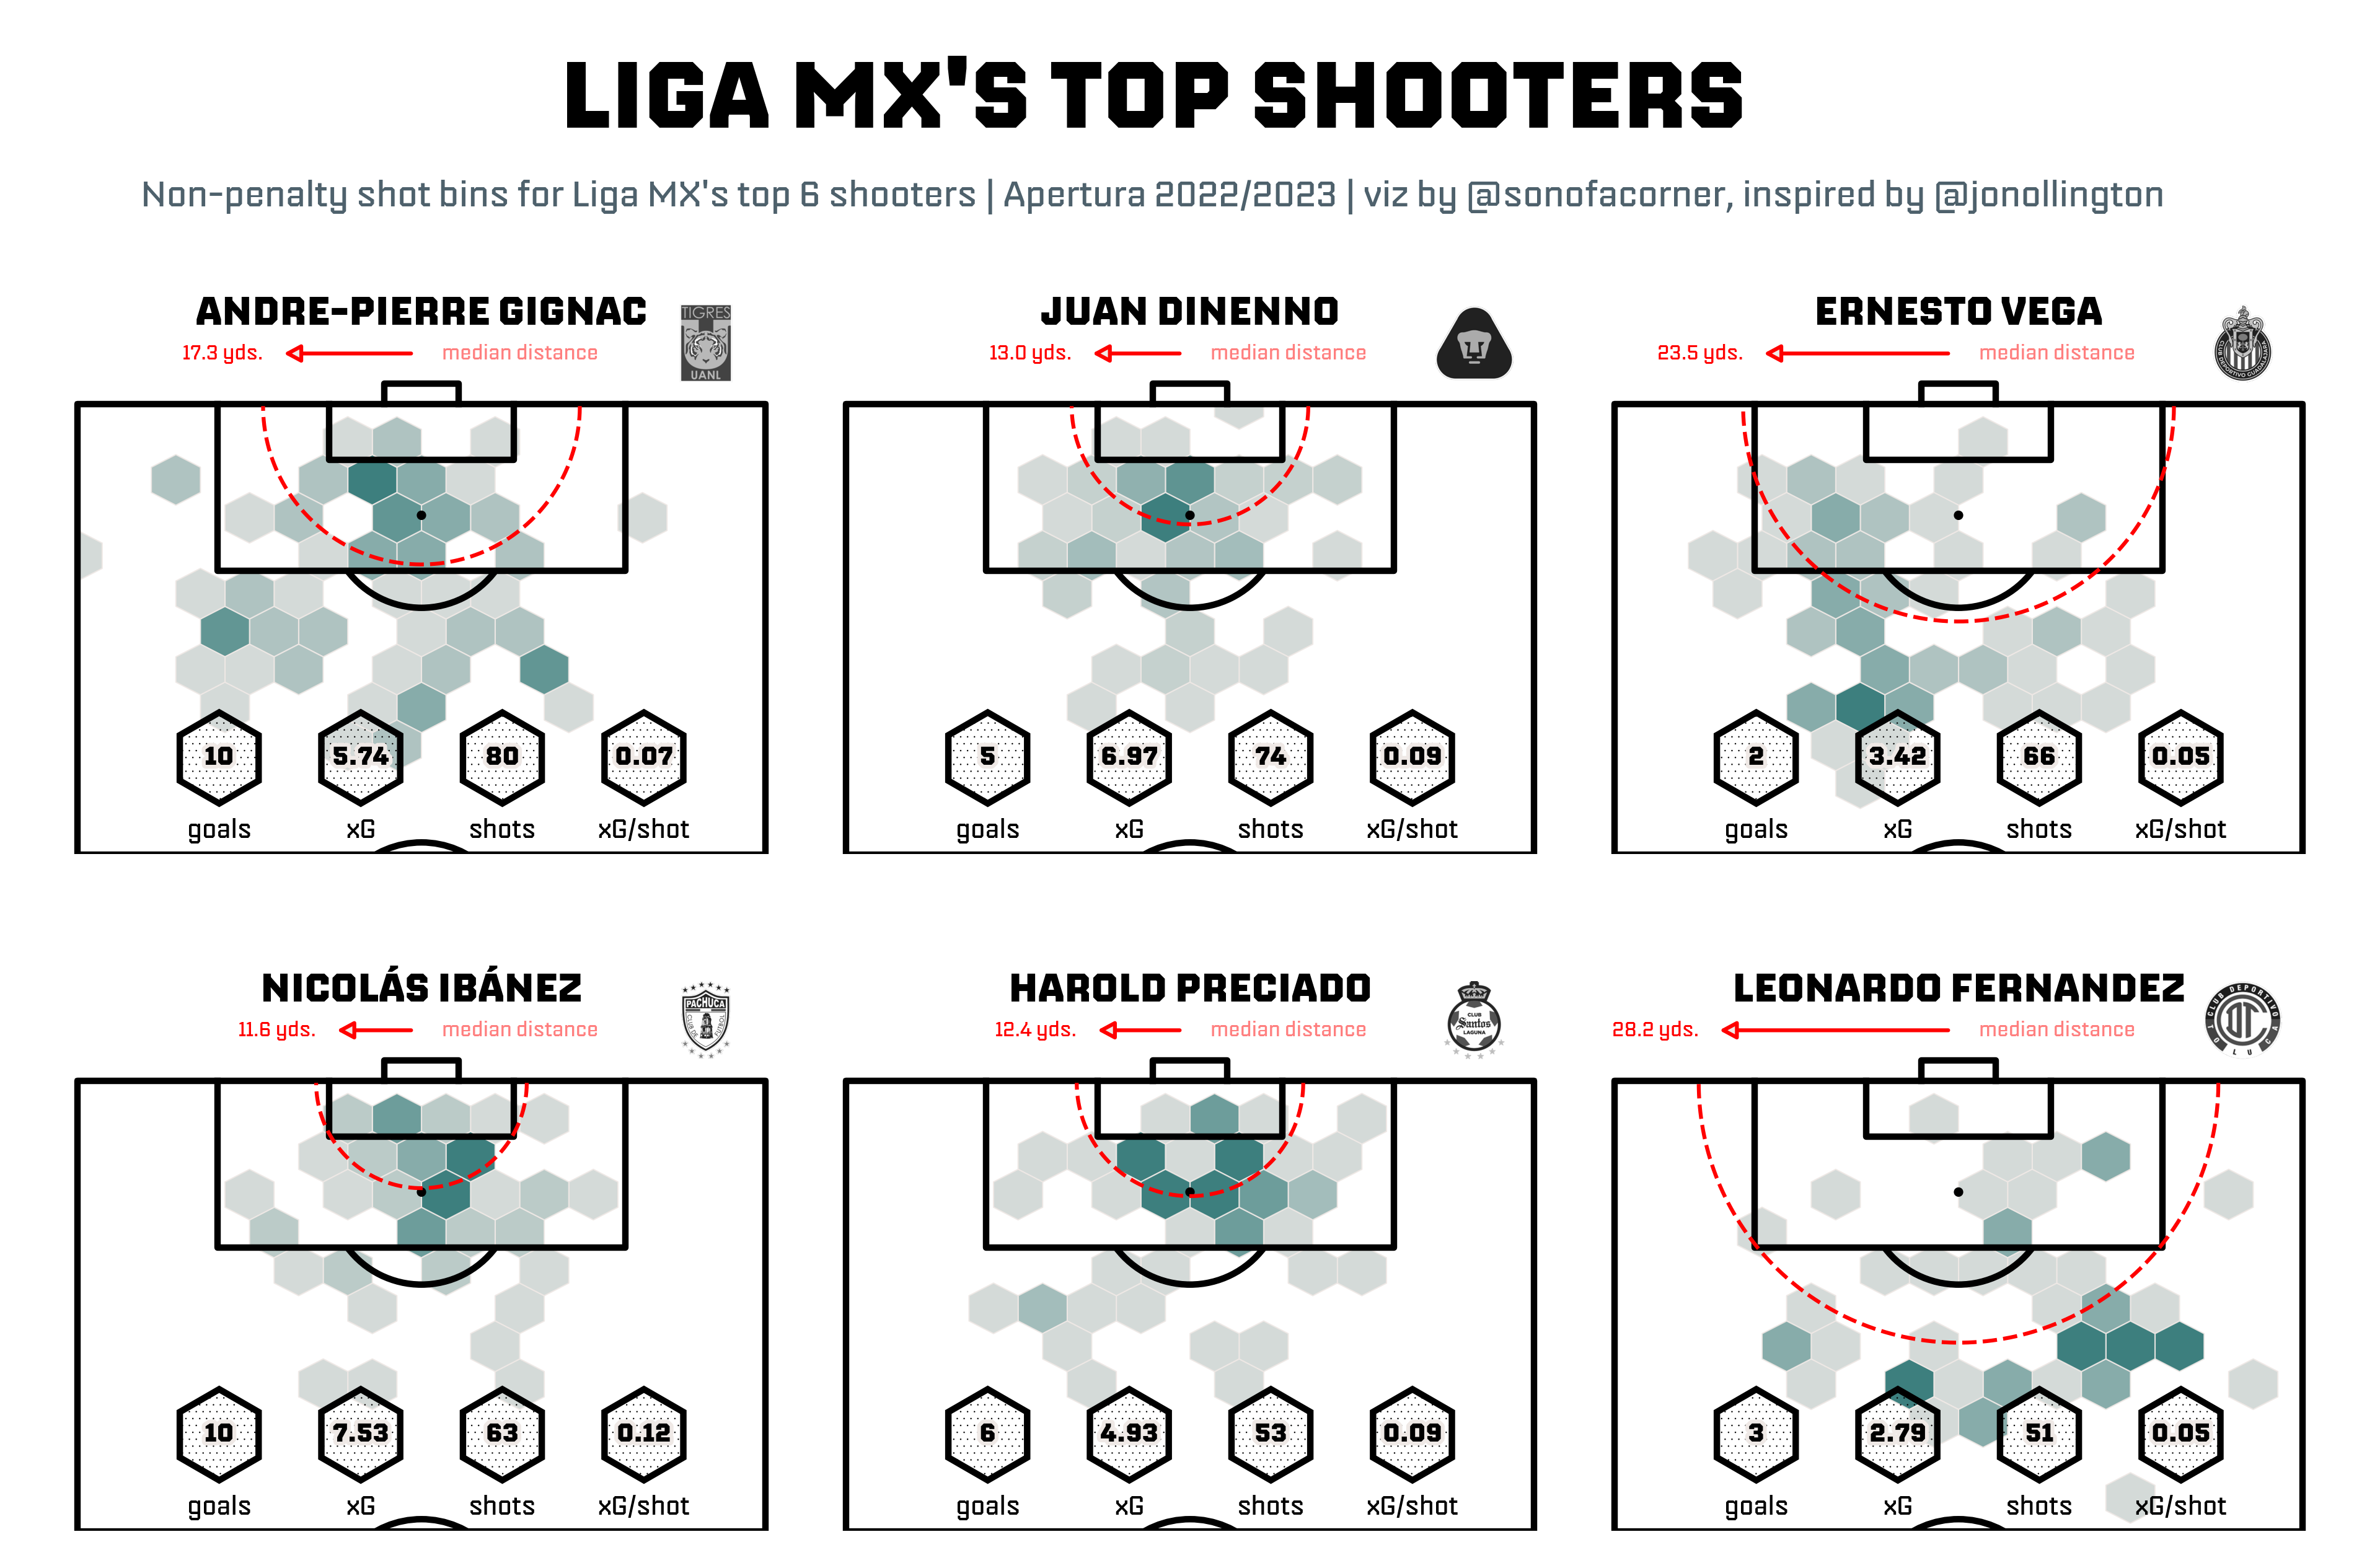 LIGA MX'S TOP SHOOTERS
Non-penalty shot bins for Liga MX's top 6 shooters | Apertura 2022/2023 | viz by @sonofacorner, inspired by @jonollington
ANDRE-PIERRE GIGNAC
17.3 yds. median distance
TIGRES
UANL
10 5.74 80 0.07
goals xG shots xG/shot
JUAN DINENNO
13.0 yds. median distance
5 6.97 74 0.09
goals xG shots xG/shot
ERNESTO VEGA
23.5 yds. median distance
2 3.42 66 0.05
goals xG shots xG/shot
NICOLÁS IBÁNEZ
11.6 yds. median distance
PACHUCA
10 7.53 63 0.12
goals xG shots xG/shot
HAROLD PRECIADO
12.4 yds. median distance
CLUB
Santos
LAGUNA
6 4.93 53 0.09
goals xG shots xG/shot
LEONARDO FERNANDEZ
28.2 yds. median distance
CLUB DEPORTIVO
TOLUCA
3 2.79 51 0.05
goals xG shots xG/shot